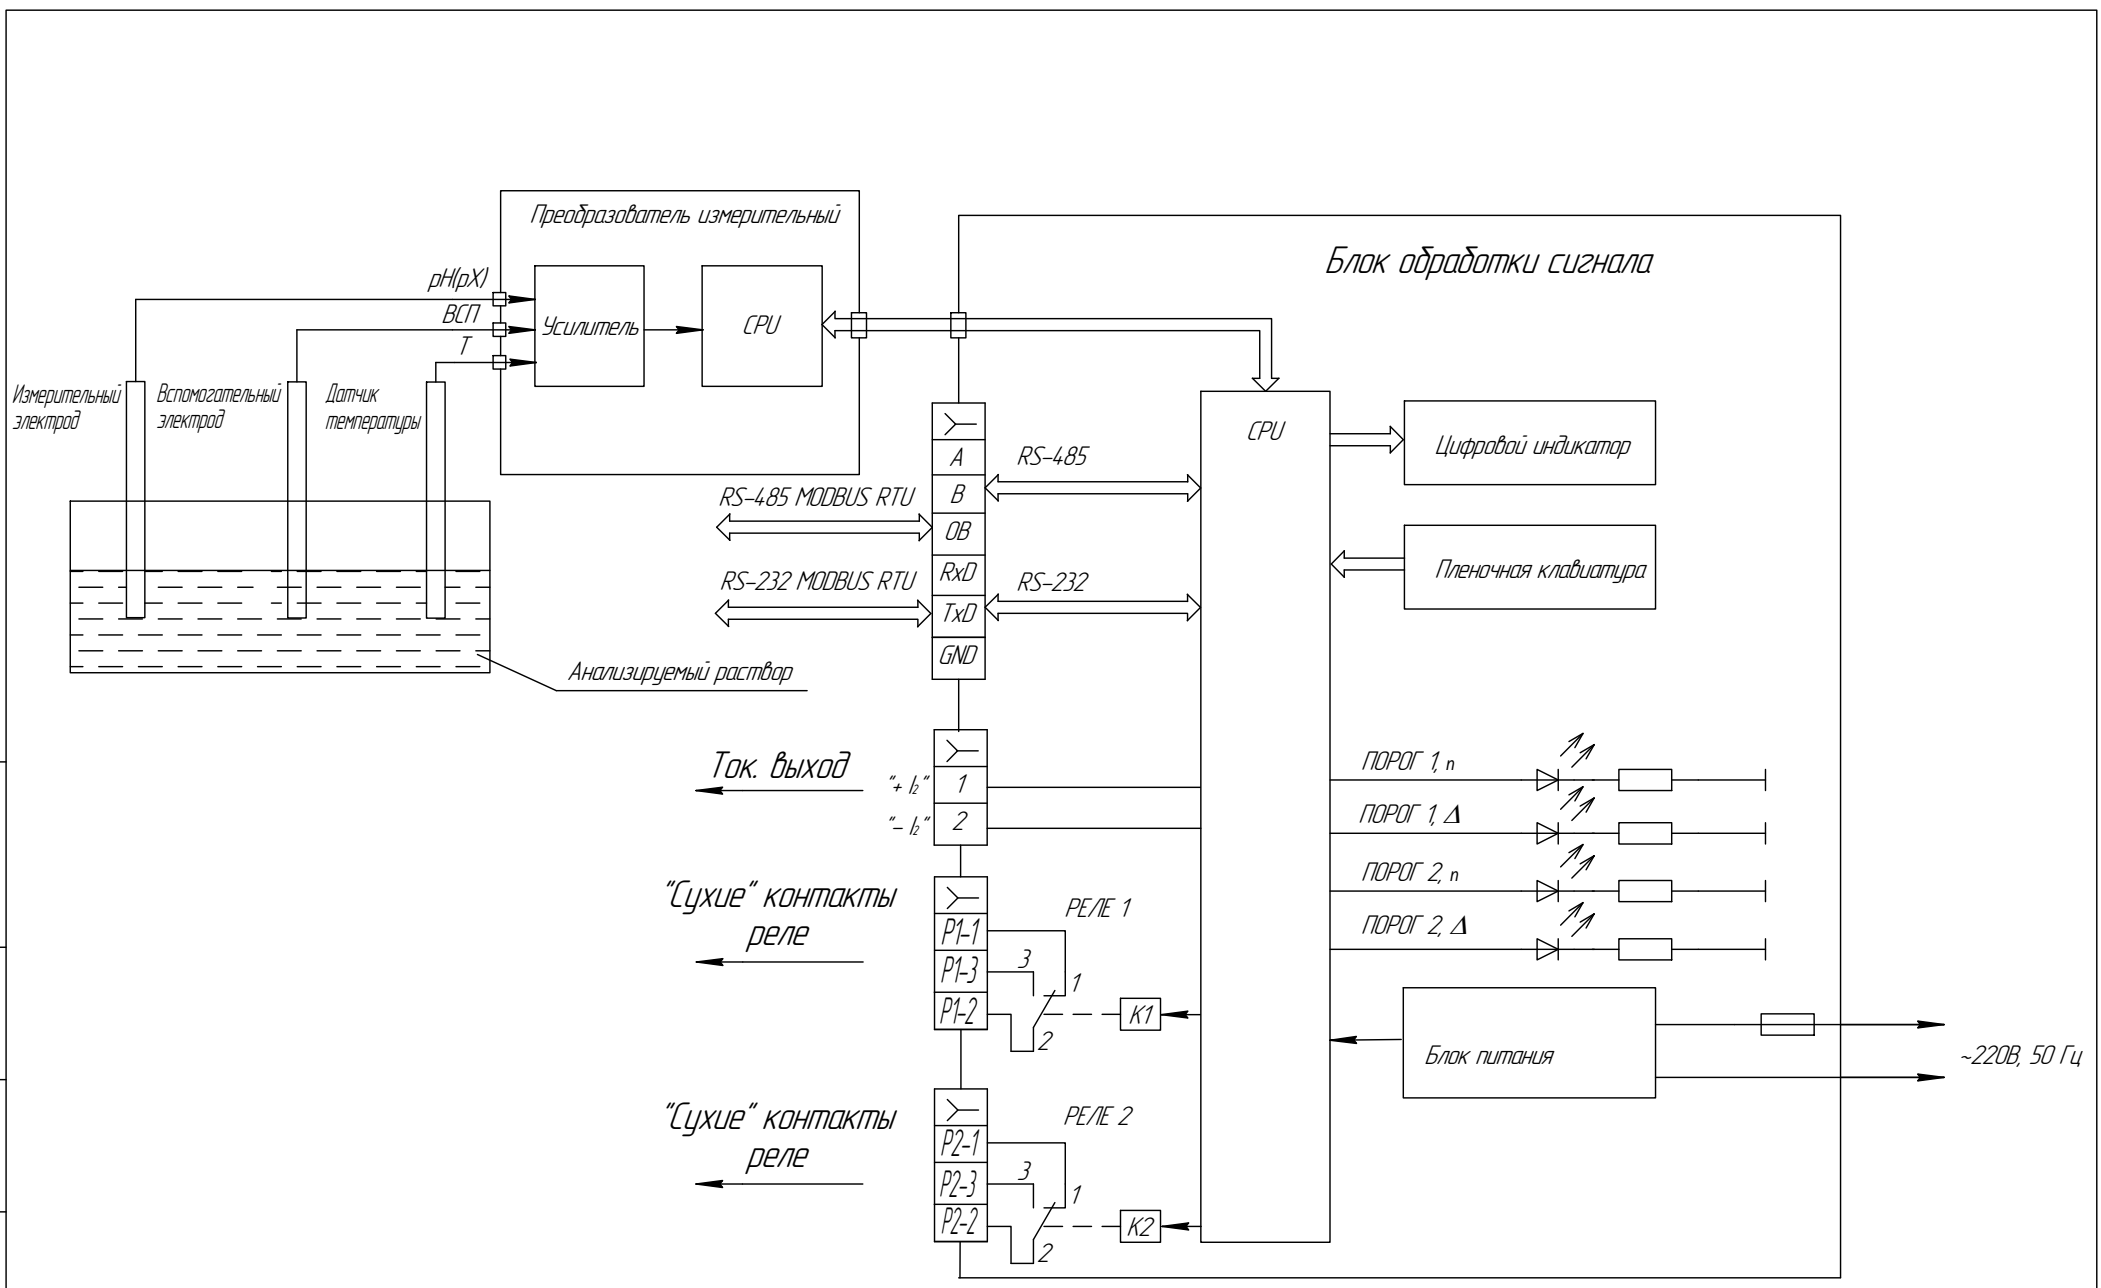 Преобразователь измерительный
Блок обработки сигнала
pH(pX)
ВСП
T
Усилитель
CPU
Измерительный
электрод
Вспомогательный
электрод
Датчик
температуры
CPU
Цифровой индикатор
A
RS-485
RS-485 MODBUS RTU
B
OB
Пленочная клавиатура
RxD
RS-232 MODBUS RTU
RS-232
TxD
GND
Анализируемый раствор
Ток. выход
"+ I₂"
1
"– I₂"
2
ПОРОГ 1, n
ПОРОГ 1, Δ
ПОРОГ 2, n
ПОРОГ 2, Δ
"Сухие" контакты
реле
РЕЛЕ 1
P1-1
P1-3
P1-2
3
1
2
K1
Блок питания
~220В, 50 Гц
"Сухие" контакты
реле
РЕЛЕ 2
P2-1
P2-3
P2-2
3
1
2
K2